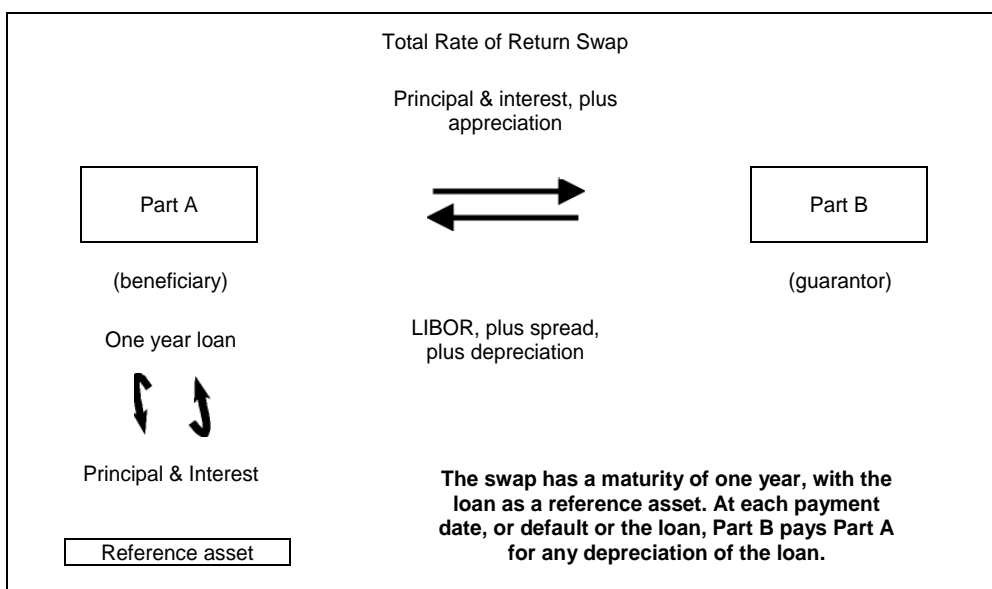 Total Rate of Return Swap
Principal & interest, plus
appreciation
Part A
Part B
(beneficiary)
(guarantor)
One year loan
LIBOR, plus spread,
plus depreciation
Principal & Interest
The swap has a maturity of one year, with the
loan as a reference asset. At each payment
date, or default or the loan, Part B pays Part A
for any depreciation of the loan.
Reference asset